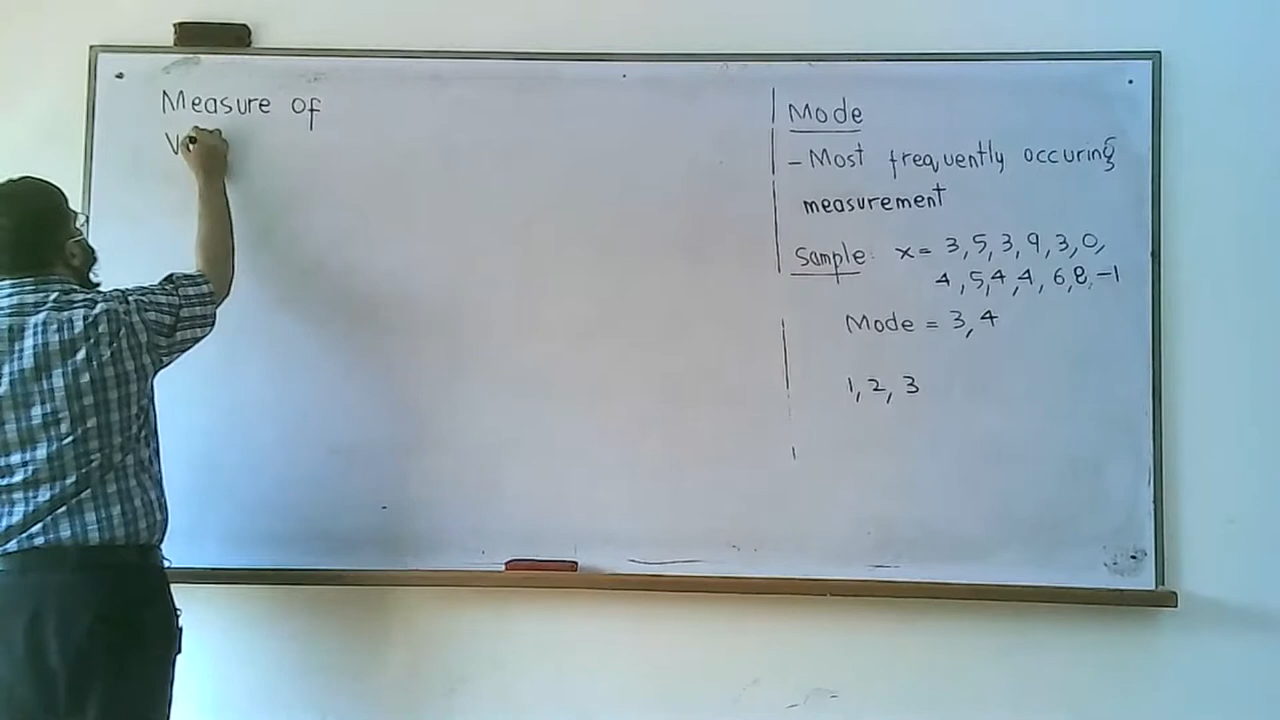 Measure of
V
Mode
- Most frequently occuring
measurement
Sample: x = 3, 5, 3, 9, 3, 0,
4, 5, 4, 4, 6, 8, -1
Mode = 3, 4
1, 2, 3